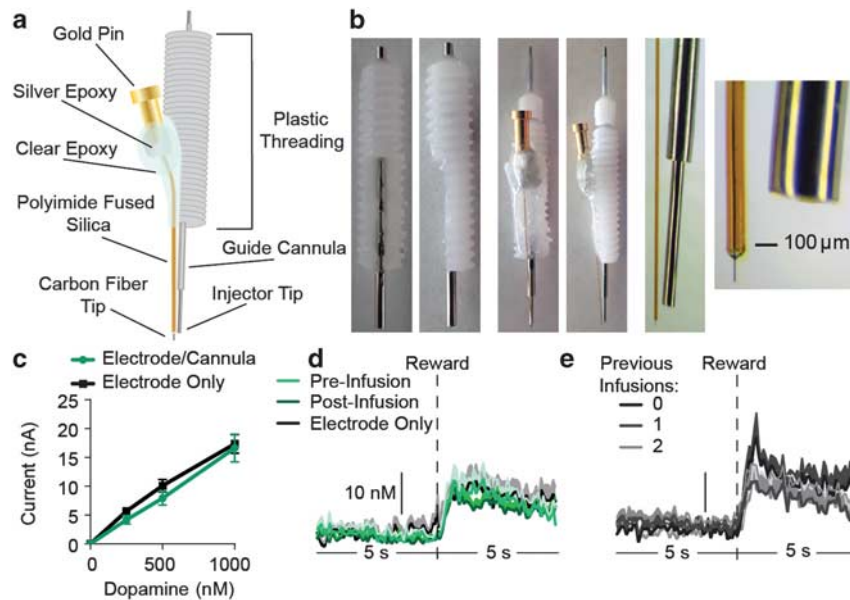 a
Gold Pin
Silver Epoxy
Clear Epoxy
Polyimide Fused
Silica
Carbon Fiber
Tip
Plastic
Threading
Guide Cannula
Injector Tip
b
100 µm
c
Electrode/Cannula
Electrode Only
Current (nA)
25
20
15
10
5
0
0
500
1000
Dopamine (nM)
d
Reward
Pre-Infusion
Post-Infusion
Electrode Only
10 nM
5 s
5 s
e
Previous
Infusions:
0
1
2
Reward
5 s
5 s